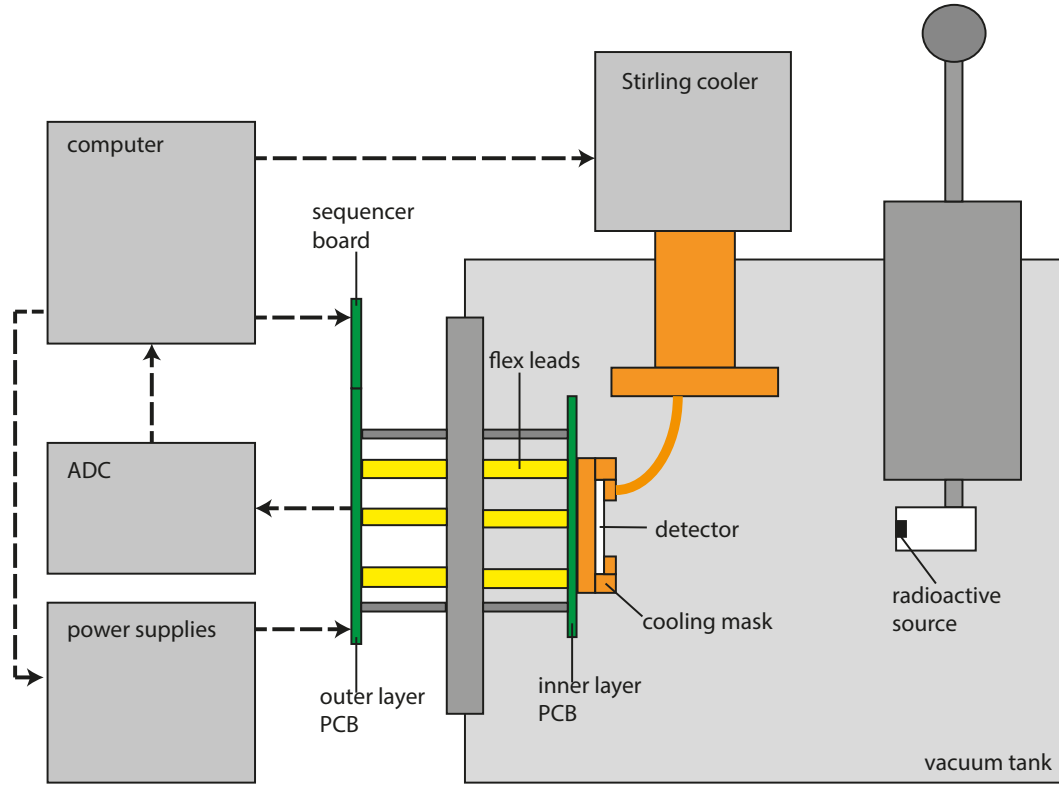 Stirling cooler
computer
sequencer
board
flex leads
ADC
detector
radioactive
source
cooling mask
power supplies
inner layer
PCB
outer layer
PCB
vacuum tank